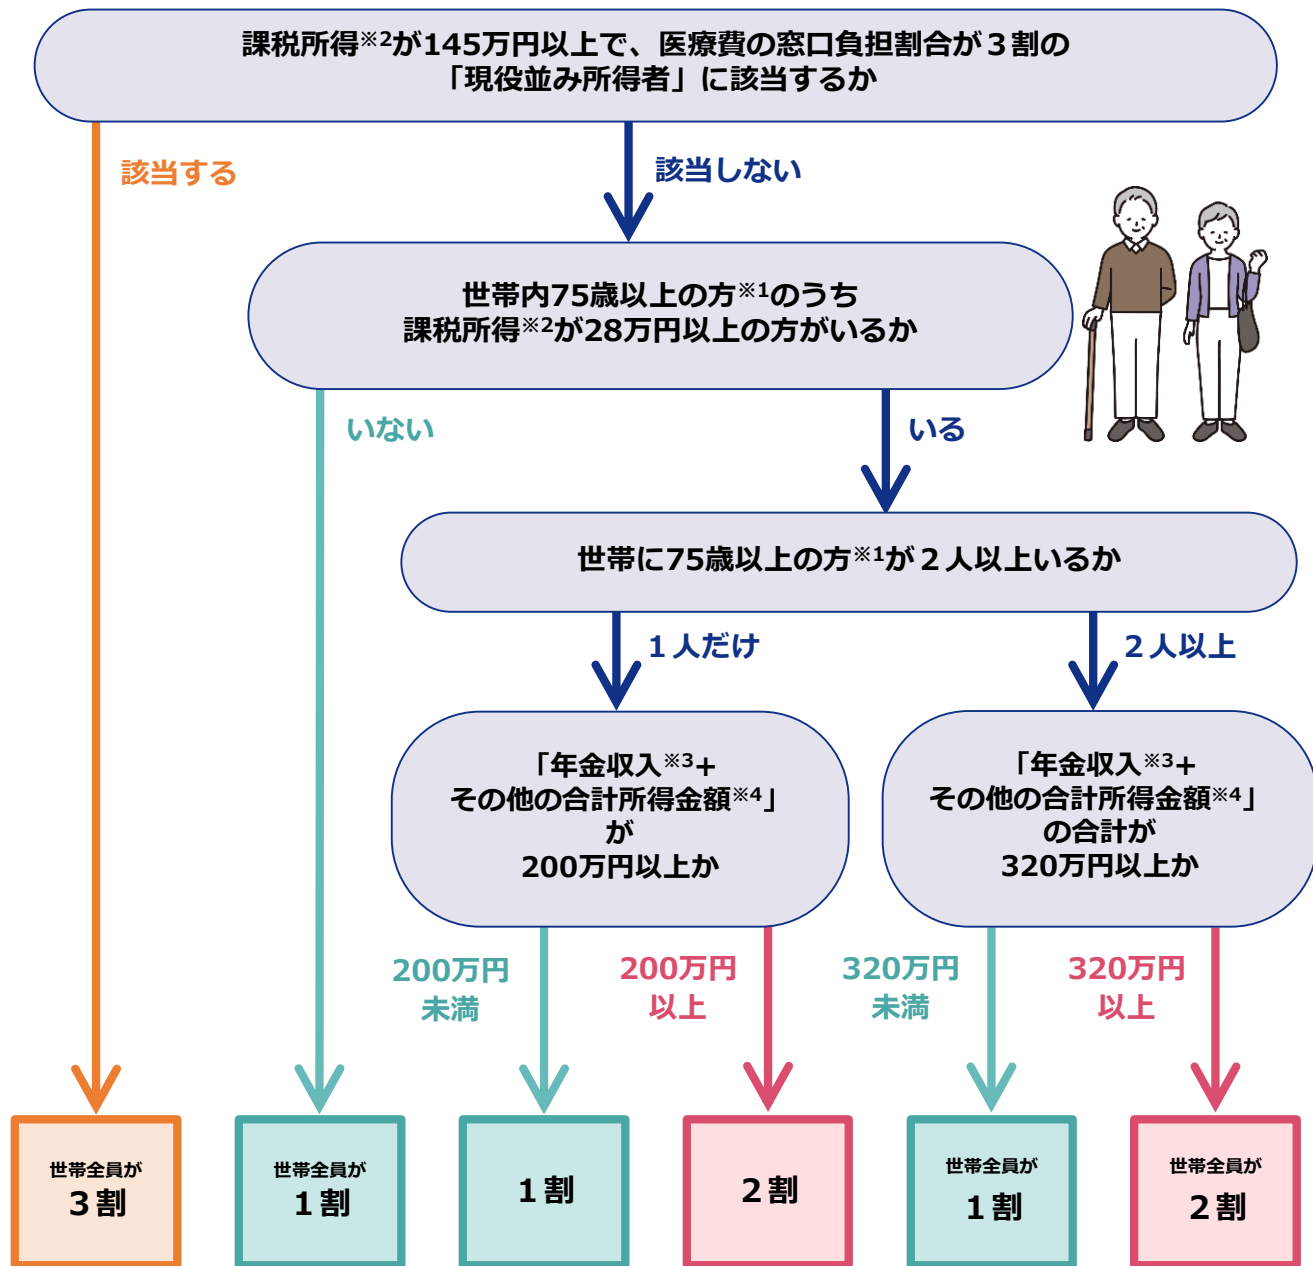 課税所得※2が145万円以上で、医療費の窓口負担割合が３割の
「現役並み所得者」に該当するか
該当する
該当しない
世帯内75歳以上の方※1のうち
課税所得※2が28万円以上の方がいるか
いない
いる
世帯に75歳以上の方※1が２人以上いるか
１人だけ
２人以上
「年金収入※3+
その他の合計所得金額※4」
が
200万円以上か
「年金収入※3+
その他の合計所得金額※4」
の合計が
320万円以上か
200万円
未満
200万円
以上
320万円
未満
320万円
以上
世帯全員が
３割
世帯全員が
１割
１割
２割
世帯全員が
１割
世帯全員が
２割